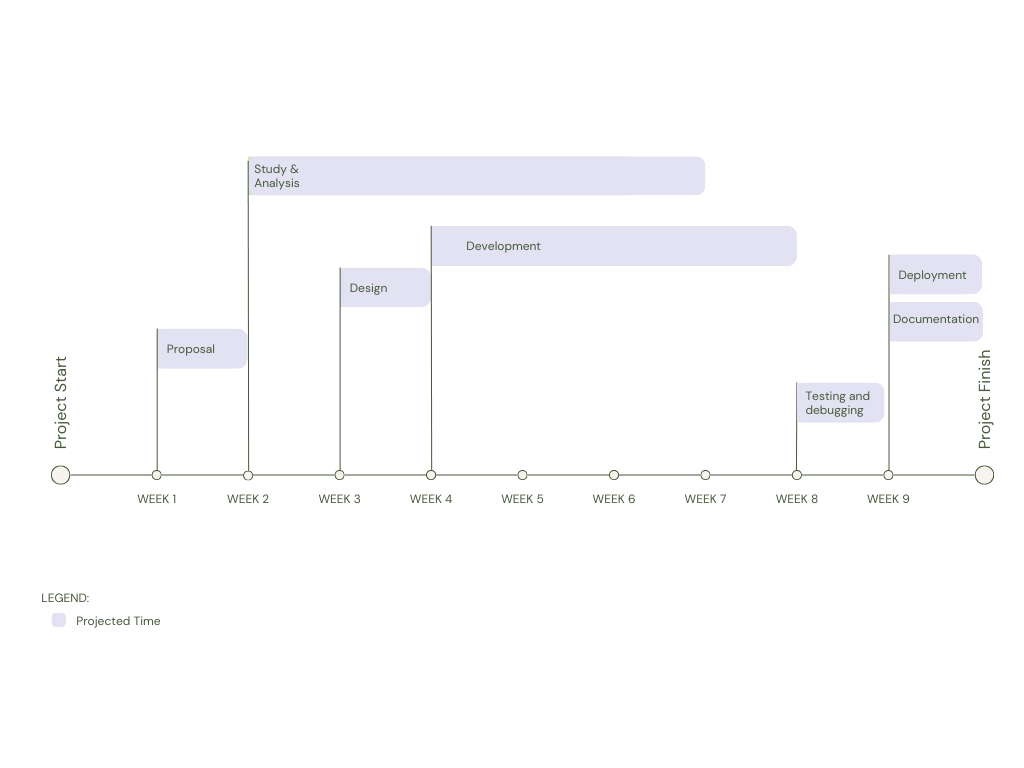 Study &
Analysis
Development
Deployment
Design
Documentation
Proposal
Testing and
debugging
Project Start
Project Finish
WEEK 1
WEEK 2
WEEK 3
WEEK 4
WEEK 5
WEEK 6
WEEK 7
WEEK 8
WEEK 9
LEGEND:
Projected Time